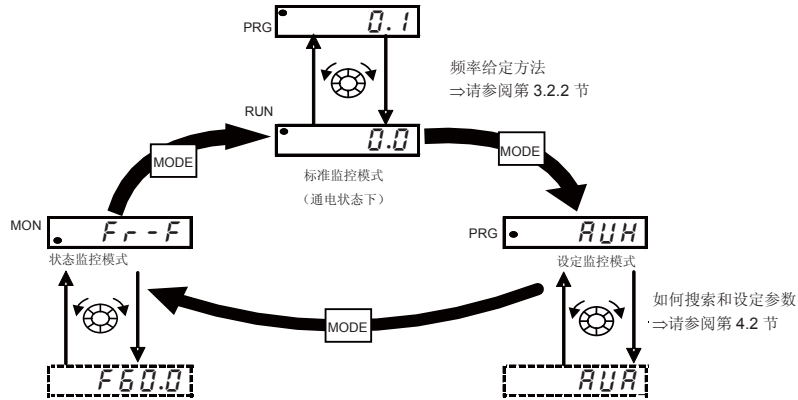 PRG
0.1
频率给定方法
⇒请参阅第 3.2.2 节
RUN
0.0
MODE
MODE
标准监控模式
（通电状态下）
MON
Fr-F
PRG
AUH
状态监控模式
设定监控模式
MODE
如何搜索和设定参数
⇒请参阅第 4.2 节
F60.0
AUA